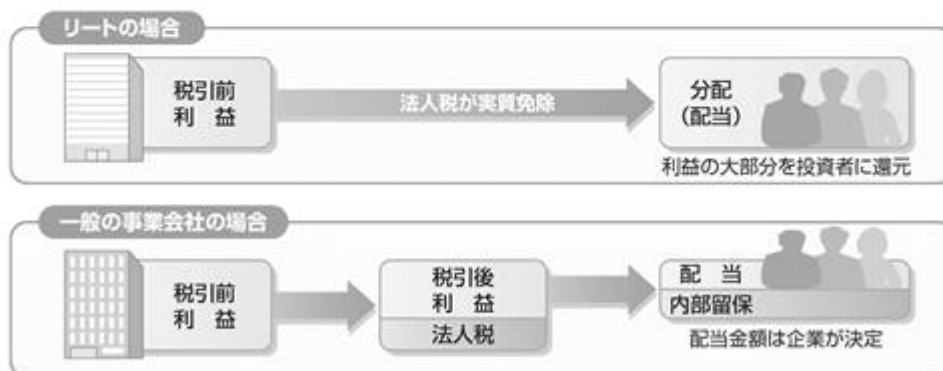 リートの場合
税引前
利 益
法人税が実質免除
分配
(配当)
利益の大部分を投資者に還元
一般の事業会社の場合
税引前
利 益
税引後
利 益
法人税
配 当
内部留保
配当金額は企業が決定